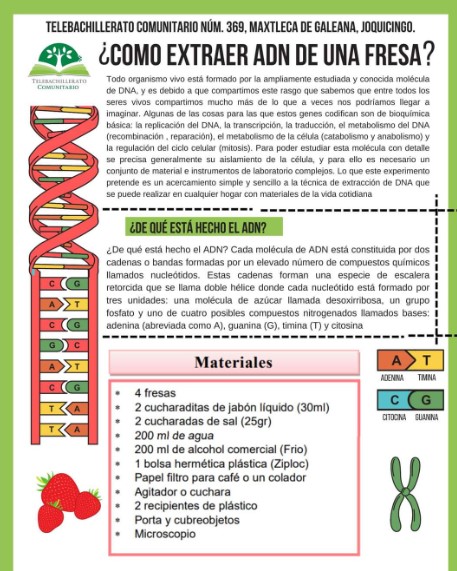 TELEBACHILLERATO COMUNITARIO NÚM. 369, MAXTLECA DE GALEANA, JOQUICINGO.
TELEBACHILLERATO
COMUNITARIO
¿COMO EXTRAER ADN DE UNA FRESA?
Todo organismo vivo está formado por la ampliamente estudiada y conocida molécula
de DNA, y es debido a que compartimos este rasgo que sabemos que entre todos los
seres vivos compartimos mucho más de lo que a veces nos podríamos llegar a
imaginar. Algunas de las cosas para las que estos genes codifican son de bioquímica
básica: la replicación del DNA, la transcripción, la traducción, el metabolismo del DNA
(recombinación , reparación), el metabolismo de la célula (catabolismo y anabolismo) y
la regulación del ciclo celular (mitosis). Para poder estudiar esta molécula con detalle
se precisa generalmente su aislamiento de la célula, y para ello es necesario un
conjunto de material e instrumentos de laboratorio complejos. Lo que este experimento
pretende es un acercamiento simple y sencillo a la técnica de extracción de DNA que
se puede realizar en cualquier hogar con materiales de la vida cotidiana
¿DE QUÉ ESTÁ HECHO EL ADN?
¿De qué está hecho el ADN? Cada molécula de ADN está constituida por dos
cadenas o bandas formadas por un elevado número de compuestos químicos
llamados nucleótidos. Estas cadenas forman una especie de escalera
retorcida que se llama doble hélice donde cada nucleótido está formado por
tres unidades: una molécula de azúcar llamada desoxirribosa, un grupo
fosfato y uno de cuatro posibles compuestos nitrogenados llamados bases:
adenina (abreviada como A), guanina (G), timina (T) y citosina
C G
A T
C G
G C
A T
C G
T A
T A
Materiales
* 4 fresas
* 2 cucharaditas de jabón líquido (30ml)
* 2 cucharadas de sal (25gr)
* 200 ml de agua
* 200 ml de alcohol comercial (Frio)
* 1 bolsa hermética plástica (Ziploc)
* Papel filtro para café o un colador
* Agitador o cuchara
* 2 recipientes de plástico
* Porta y cubreobjetos
* Microscopio
A T
ADENINA TIMINA
C G
CITOCINA GUANINA